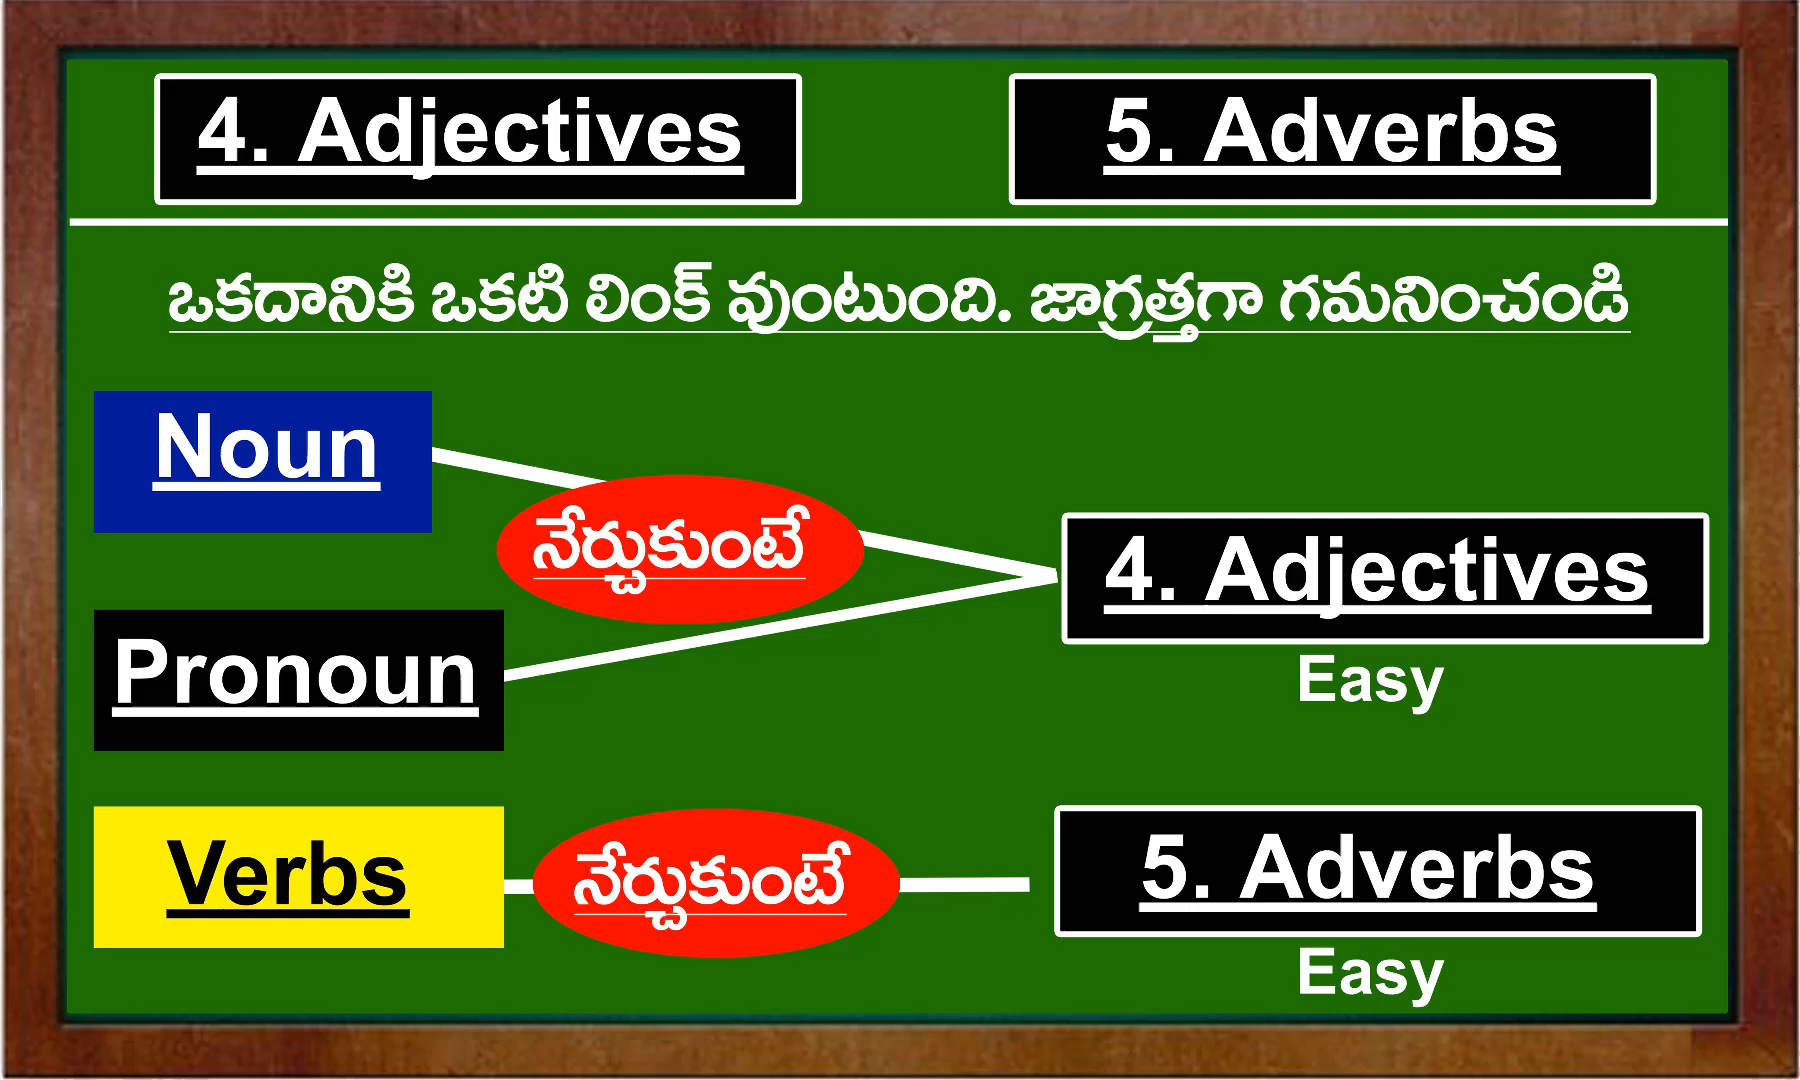 4. Adjectives
5. Adverbs
ఒకదానికి ఒకటి లింక్ వుంటుంది. జాగ్రత్తగా గమనించండి
Noun
నేర్చుకుంటే
4. Adjectives
Easy
Pronoun
Verbs
నేర్చుకుంటే
5. Adverbs
Easy